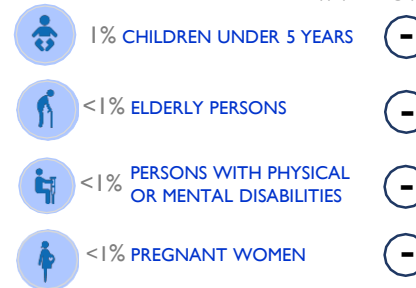 1% CHILDREN UNDER 5 YEARS -
<1% ELDERLY PERSONS -
<1% PERSONS WITH PHYSICAL
OR MENTAL DISABILITIES -
<1% PREGNANT WOMEN -